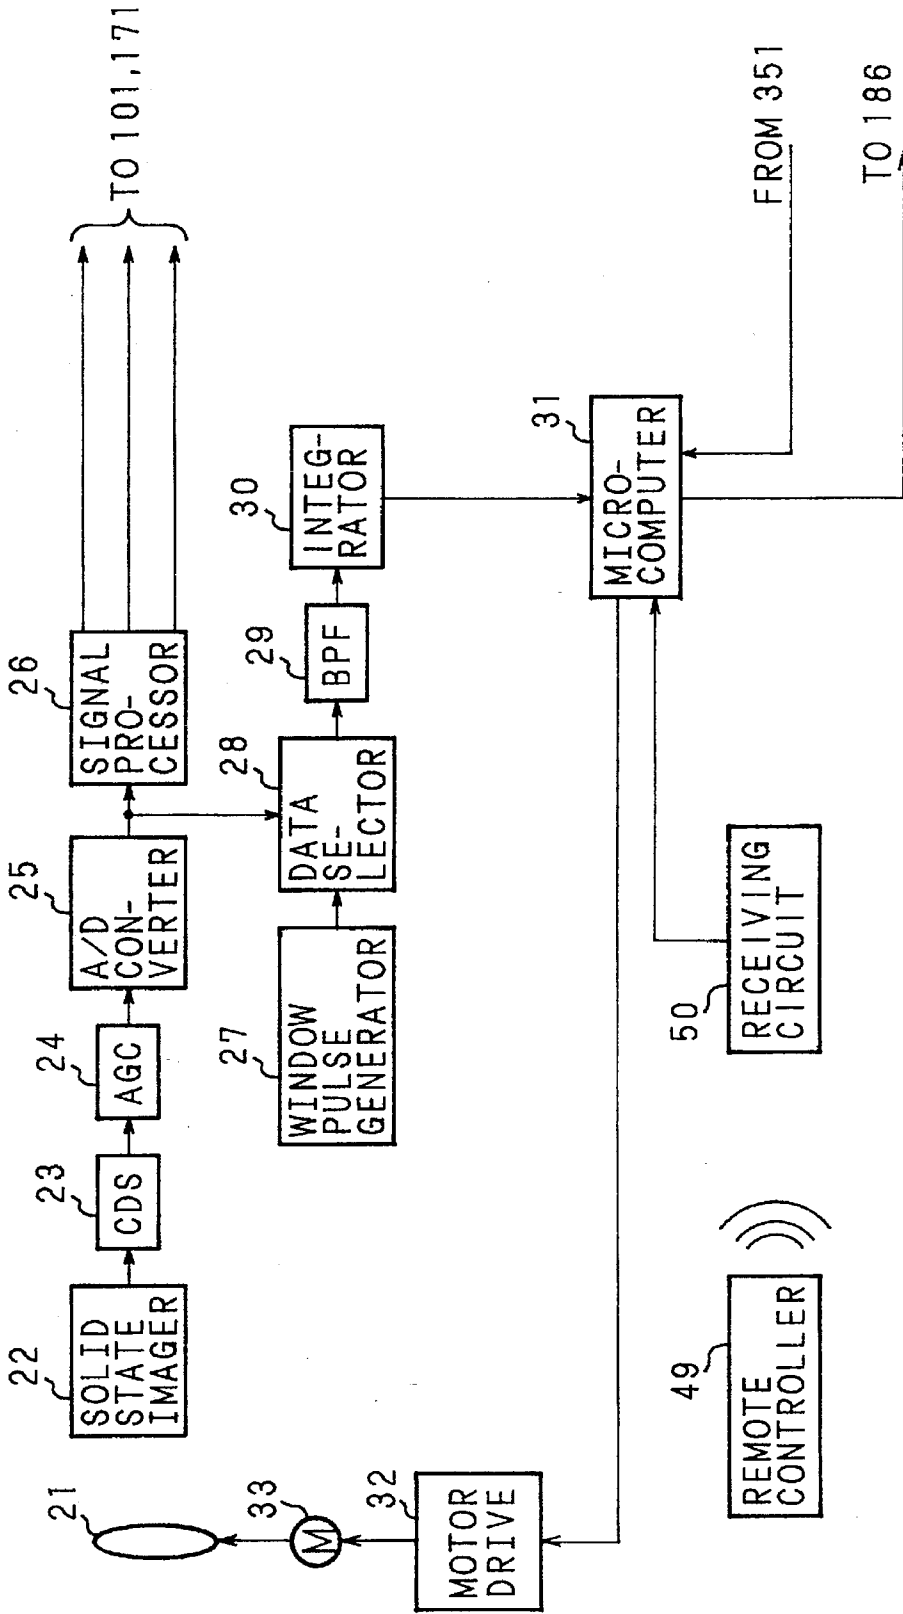 21
22
SOLID
STATE
IMAGER
23
CDS
24
AGC
25
A/D
CON-
VERTER
26
SIGNAL
PRO-
CESSOR
TO 101,171
33
M
32
MOTOR
DRIVE
27
WINDOW
PULSE
GENERATOR
28
DATA
SE-
LECTOR
29
BPF
30
INTEG-
RATOR
31
MICRO-
COMPUTER
49
REMOTE
CONTROLLER
50
RECEIVING
CIRCUIT
FROM 351
TO 186